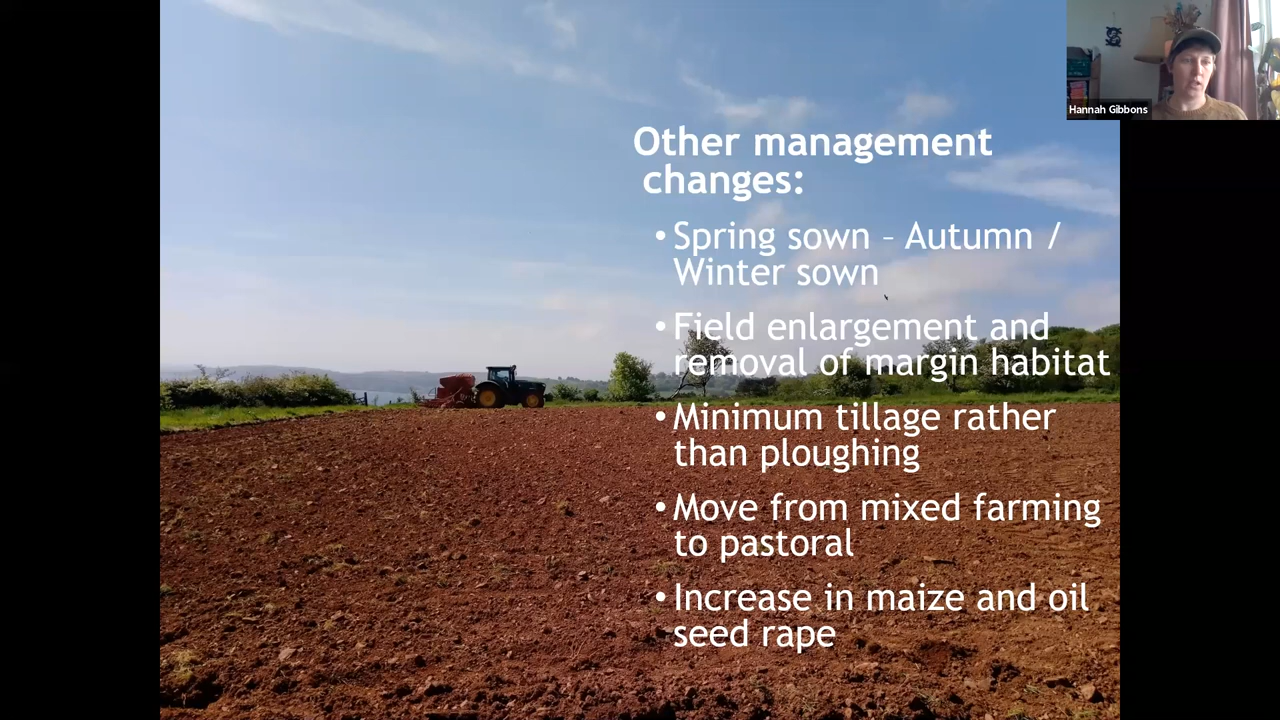 Hannah Gibbons
Other management
changes:
•Spring sown – Autumn /
Winter sown
•Field enlargement and
removal of margin habitat
•Minimum tillage rather
than ploughing
•Move from mixed farming
to pastoral
•Increase in maize and oil
seed rape